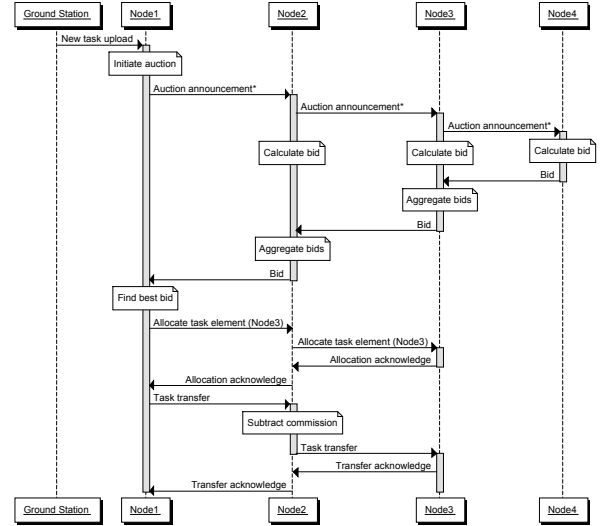 Ground Station Node1 Node2 Node3 Node4
New task upload
Initiate auction
Auction announcement*
Auction announcement*
Auction announcement*
Calculate bid Calculate bid Calculate bid
Bid
Aggregate bids
Bid
Aggregate bids
Bid
Find best bid
Allocate task element (Node3)
Allocate task element (Node3)
Allocation acknowledge
Allocation acknowledge
Task transfer
Subtract commission
Task transfer
Transfer acknowledge
Transfer acknowledge
Ground Station Node1 Node2 Node3 Node4